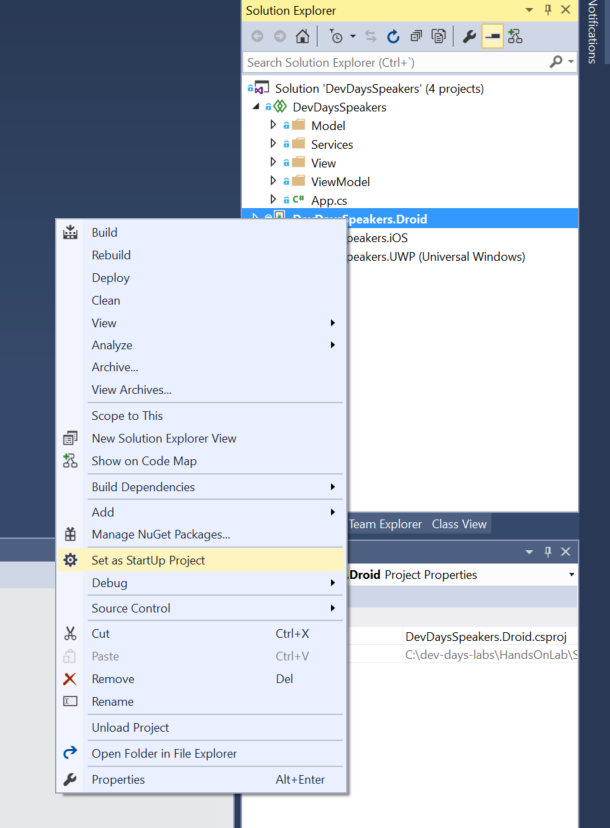 Solution Explorer
Notifications
Search Solution Explorer (Ctrl+`)
Solution 'DevDaysSpeakers' (4 projects)
DevDaysSpeakers
Model
Services
View
ViewModel
C# App.cs
DevDaysSpeakers.Droid
peakers.iOS
peakers.UWP (Universal Windows)
Build
Rebuild
Deploy
Clean
View
Analyze
Archive...
View Archives...
Scope to This
New Solution Explorer View
Show on Code Map
Build Dependencies
Add
Manage NuGet Packages...
Set as StartUp Project
Debug
Source Control
Cut Ctrl+X
Paste Ctrl+V
Remove Del
Rename
Unload Project
Open Folder in File Explorer
Properties Alt+Enter
Team Explorer Class View
.Droid Project Properties
DevDaysSpeakers.Droid.csproj
C:\dev-days-labs\HandsOnLab\S